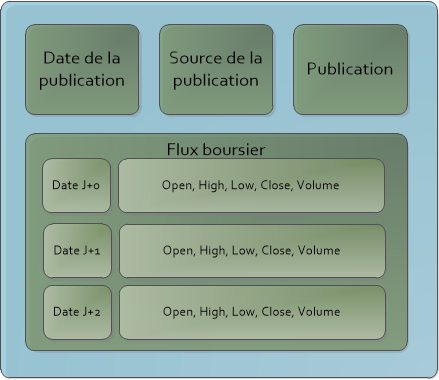 Date de la
publication
Source de la
publication
Publication
Flux boursier
Date J+0
Open, High, Low, Close, Volume
Date J+1
Open, High, Low, Close, Volume
Date J+2
Open, High, Low, Close, Volume